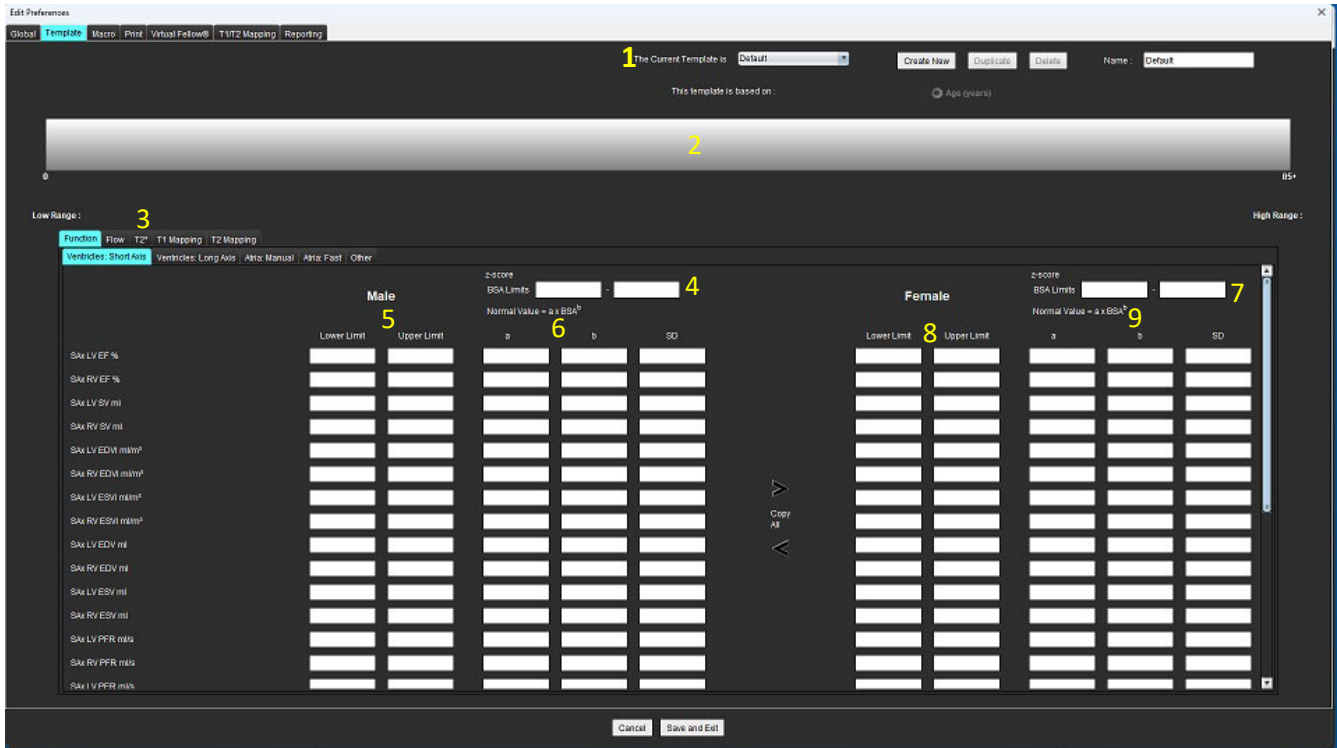 Edit Preferences
Global Template Macro Print Virtual Fellow® T1/T2 Mapping Reporting
1 The Current Template is Default Create New Duplicate Delete Name : Default
This template is based on : Age (years)
2
0 85+
Low Range : High Range :
3
Function Flow T2* T1 Mapping T2 Mapping
Ventricles: Short Axis Ventricles: Long Axis Atria: Manual Atria: Fast Other
z-score z-score
Male BSA Limits - 4 Female BSA Limits - 7
5 Normal Value = a x BSAᵇ Normal Value = a x BSAᵇ 9
Lower Limit Upper Limit a 6 b SD Lower Limit 8 Upper Limit a b SD
SAx LV EF %
SAx RV EF %
SAx LV SV ml
SAx RV SV ml
SAx LV EDVI ml/m²
SAx RV EDVI ml/m²
SAx LV ESVI ml/m²
SAx RV ESVI ml/m²
>
Copy
All
<
SAx LV EDV ml
SAx RV EDV ml
SAx LV ESV ml
SAx RV ESV ml
SAx LV PFR ml/s
SAx RV PFR ml/s
SAx LV PER ml/s
Cancel Save and Exit